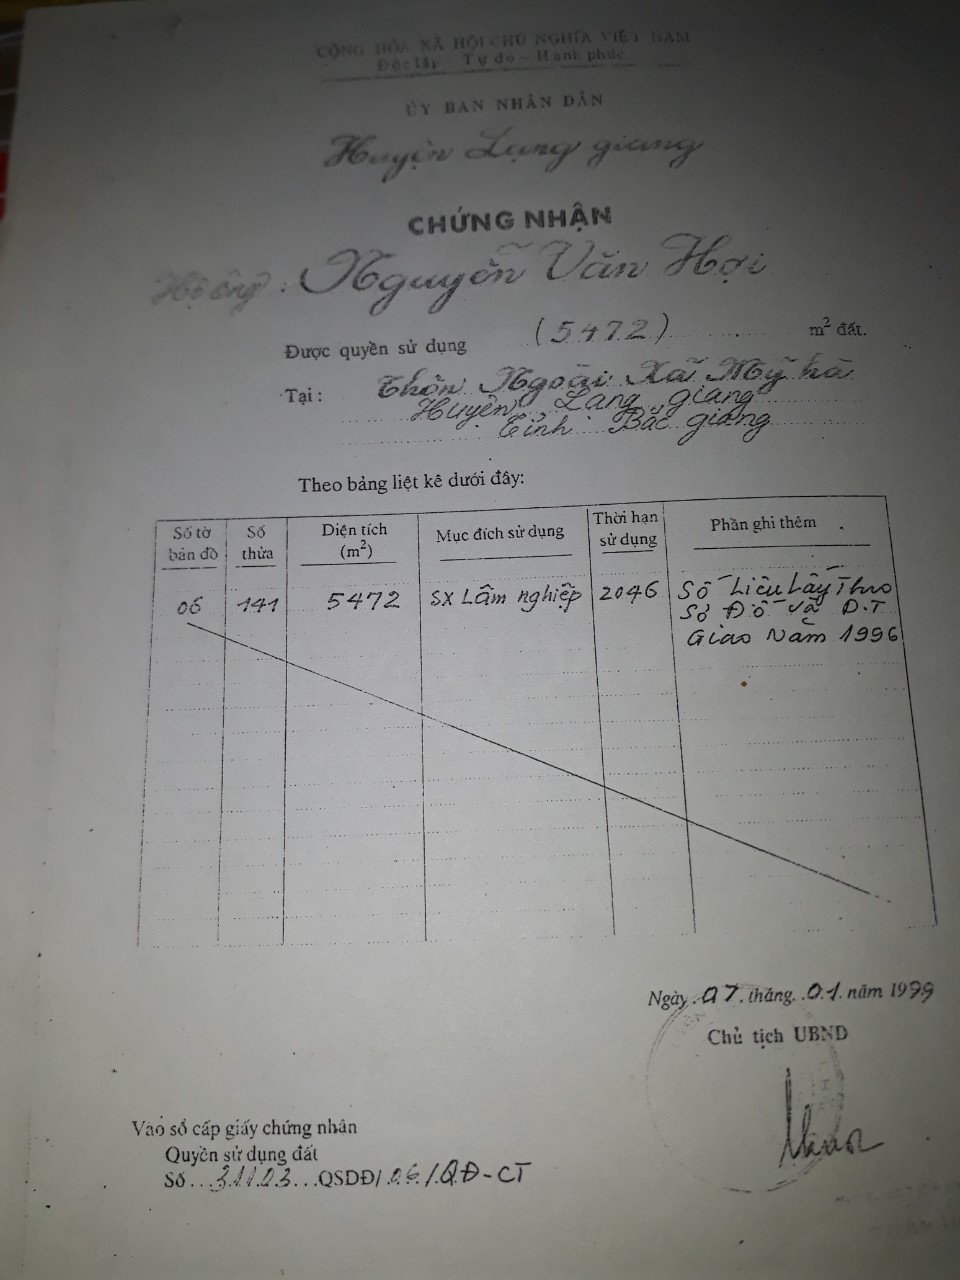 CỘNG HÒA XÃ HỘI CHỦ NGHĨA VIỆT NAM
Độc lập - Tự do - Hạnh phúc
ỦY BAN NHÂN DÂN
Huyện Lạng giang
CHỨNG NHẬN
Hộ ông: Nguyễn Văn Hợi
Được quyền sử dụng (5472) m² đất.
Tại: Thôn Ngoài Xã Mỹ hà
Huyện Lạng giang
Tỉnh Bắc giang
Theo bảng liệt kê dưới đây:
Số tờ bản đồ Số thửa Diện tích (m²) Mục đích sử dụng Thời hạn sử dụng Phần ghi thêm
06 141 5472 SX Lâm nghiệp 2046 Số Liệu Lấy Theo
Sơ Đồ và D.T
Giao Năm 1996
Ngày 07 tháng 01 năm 1999
Chủ tịch UBND
Vào sổ cấp giấy chứng nhân
Quyền sử dụng đất
Số QSDĐ/ /QĐ-CT